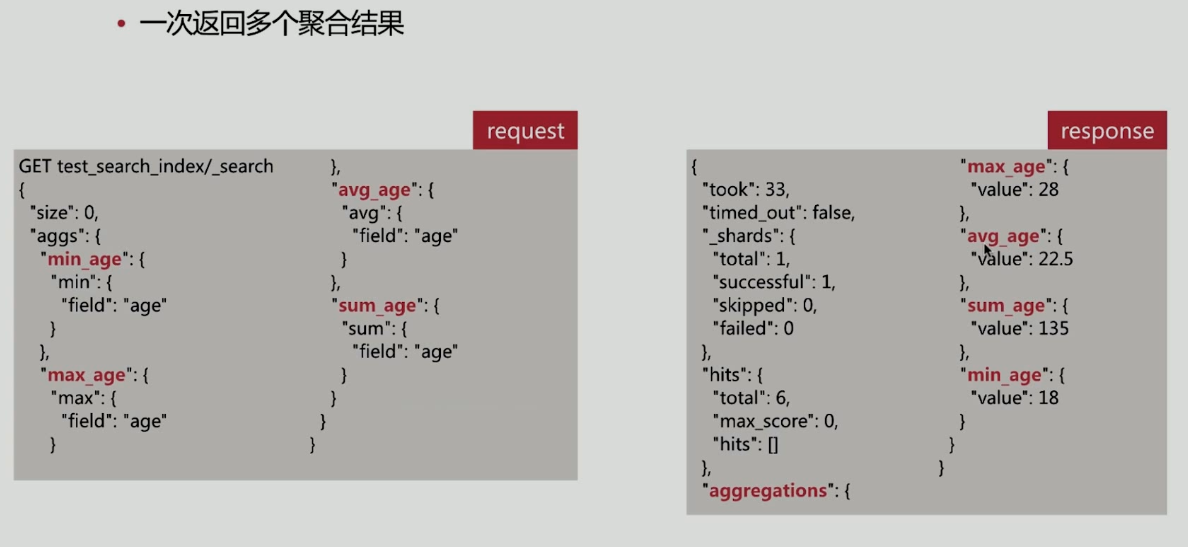 • 一次返回多个聚合结果
request
GET test_search_index/_search
{
"size": 0,
"aggs": {
"min_age": {
"min": {
"field": "age"
}
},
"max_age": {
"max": {
"field": "age"
}
},
"avg_age": {
"avg": {
"field": "age"
}
},
"sum_age": {
"sum": {
"field": "age"
}
}
}
}
response
{
"took": 33,
"timed_out": false,
"_shards": {
"total": 1,
"successful": 1,
"skipped": 0,
"failed": 0
},
"hits": {
"total": 6,
"max_score": 0,
"hits": []
},
"aggregations": {
"max_age": {
"value": 28
},
"avg_age": {
"value": 22.5
},
"sum_age": {
"value": 135
},
"min_age": {
"value": 18
}
}
}